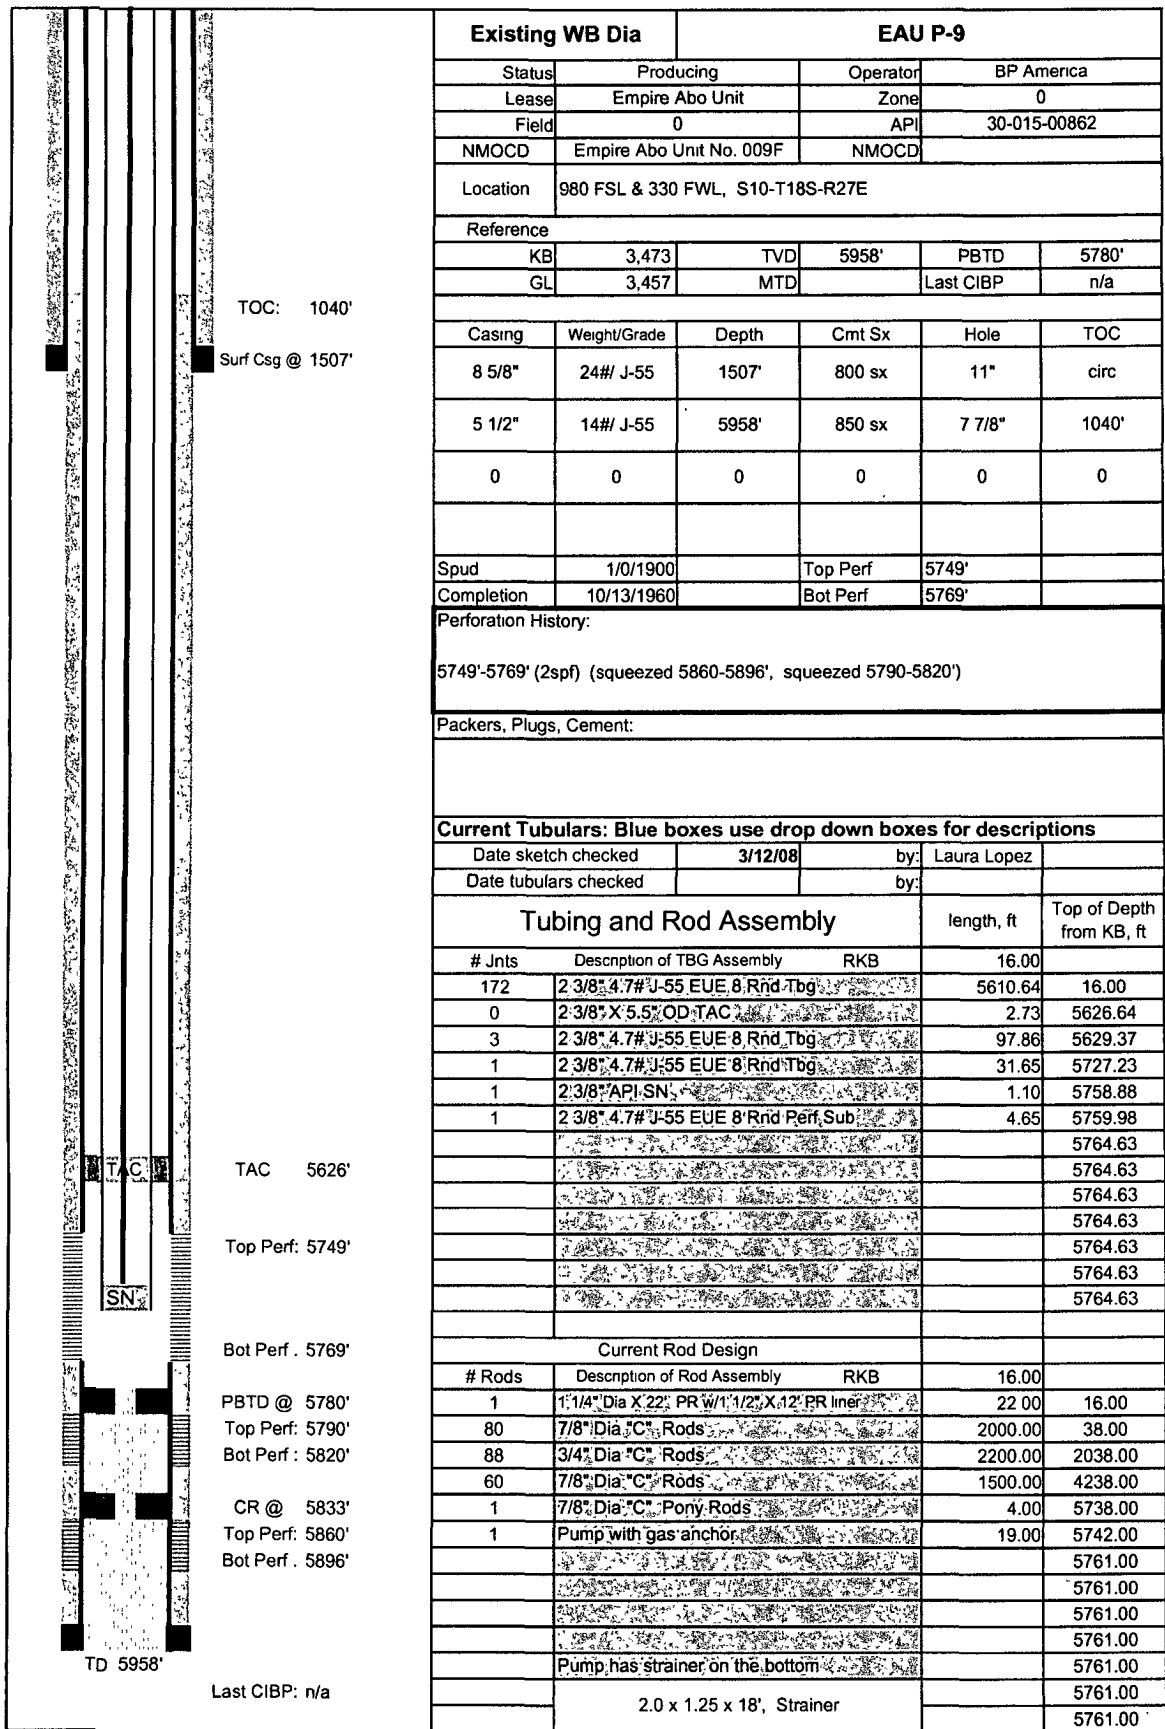 Existing WB Dia EAU P-9
Status Producing Operator BP America
Lease Empire Abo Unit Zone 0
Field 0 API 30-015-00862
NMOCD Empire Abo Unit No. 009F NMOCD
Location 980 FSL & 330 FWL, S10-T18S-R27E
Reference
KB 3,473 TVD 5958' PBTD 5780'
GL 3,457 MTD Last CIBP n/a
Casing Weight/Grade Depth Cmt Sx Hole TOC
8 5/8" 24#/ J-55 1507' 800 sx 11" circ
5 1/2" 14#/ J-55 5958' 850 sx 7 7/8" 1040'
0 0 0 0 0 0
Spud 1/0/1900 Top Perf 5749'
Completion 10/13/1960 Bot Perf 5769'
Perforation History:
5749'-5769' (2spf) (squeezed 5860-5896', squeezed 5790-5820')
Packers, Plugs, Cement:
Current Tubulars: Blue boxes use drop down boxes for descriptions
Date sketch checked 3/12/08 by: Laura Lopez
Date tubulars checked by:
Tubing and Rod Assembly length, ft Top of Depth from KB, ft
# Jnts Description of TBG Assembly RKB 16.00
172 2 3/8" 4.7# J-55 EUE 8 Rnd Tbg 5610.64 16.00
0 2 3/8" X 5.5" OD TAC 2.73 5626.64
3 2 3/8" 4.7# J-55 EUE 8 Rnd Tbg 97.86 5629.37
1 2 3/8" 4.7# J-55 EUE 8 Rnd Tbg 31.65 5727.23
1 2 3/8" API SN 1.10 5758.88
1 2 3/8" 4.7# J-55 EUE 8 Rnd Perf Sub 4.65 5759.98
5764.63
5764.63
5764.63
5764.63
5764.63
5764.63
5764.63
Current Rod Design
# Rods Description of Rod Assembly RKB 16.00
1 1 1/4" Dia X 22' PR w/1 1/2" X 12' PR liner 22 00 16.00
80 7/8" Dia "C" Rods 2000.00 38.00
88 3/4" Dia "C" Rods 2200.00 2038.00
60 7/8" Dia "C" Rods 1500.00 4238.00
1 7/8" Dia "C" Pony Rods 4.00 5738.00
1 Pump with gas anchor 19.00 5742.00
5761.00
5761.00
5761.00
5761.00
Pump has strainer on the bottom 5761.00
2.0 x 1.25 x 18', Strainer 5761.00
5761.00
TOC: 1040'
Surf Csg @ 1507'
TAC
TAC 5626'
Top Perf: 5749'
SN
Bot Perf . 5769'
PBTD @ 5780'
Top Perf: 5790'
Bot Perf : 5820'
CR @ 5833'
Top Perf: 5860'
Bot Perf . 5896'
TD 5958'
Last CIBP: n/a